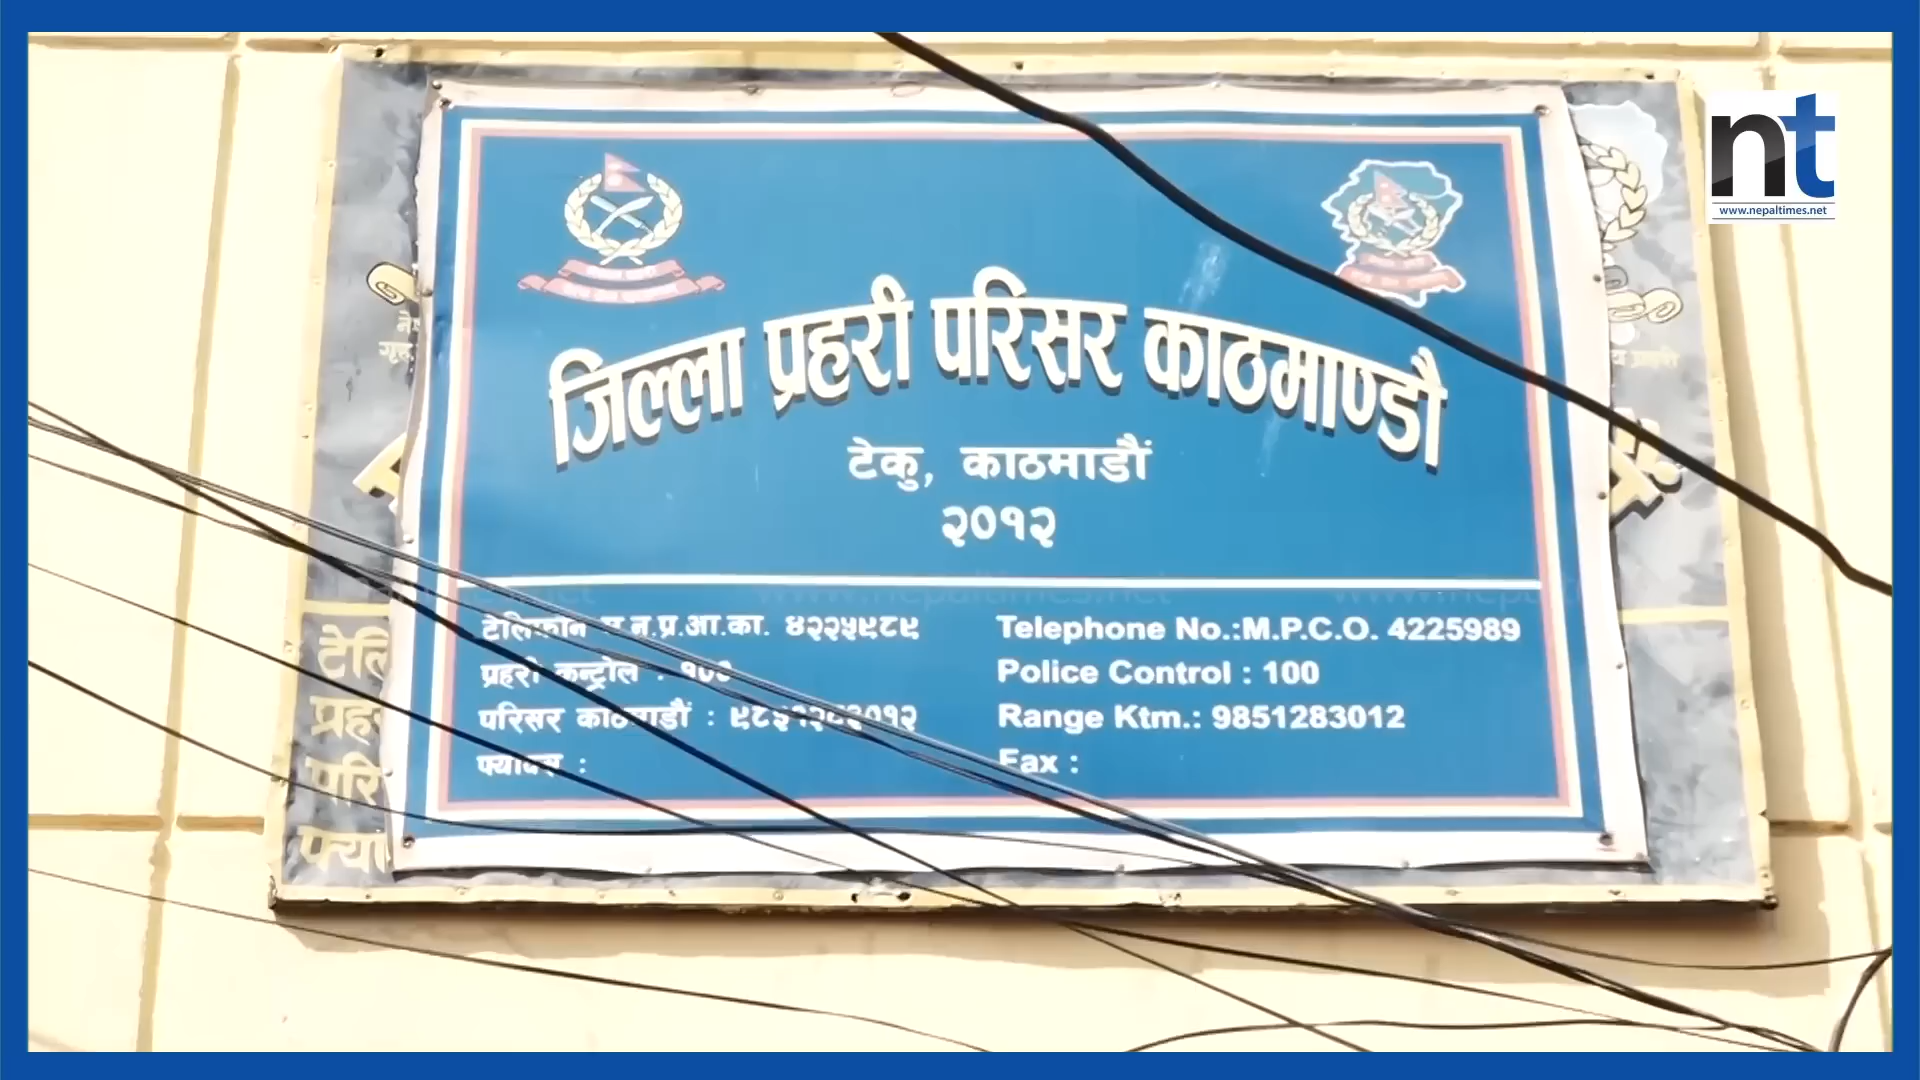 nt
www.nepaltimes.net
जिल्ला प्रहरी परिसर काठमाण्डौ
टेकु, काठमाडौं
२०१२
टेलिफोन म.न.प्र.आ.का. ४२२५९८९
प्रहरी कन्ट्रोल : १००
परिसर काठमाडौं : ९८५१२८३०१२
फ्याक्स :
Telephone No.:M.P.C.O. 4225989
Police Control : 100
Range Ktm.: 9851283012
Fax :